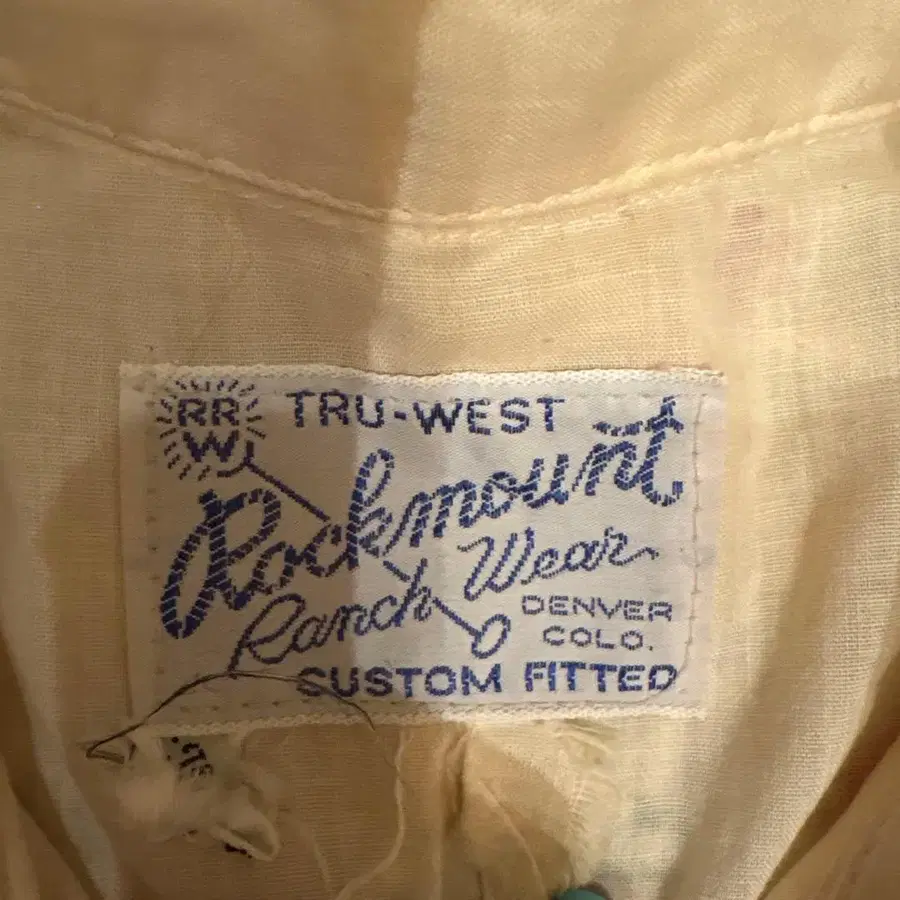 RR
W
TRU-WEST
Rockmount
Ranch Wear
DENVER
COLO.
CUSTOM FITTED